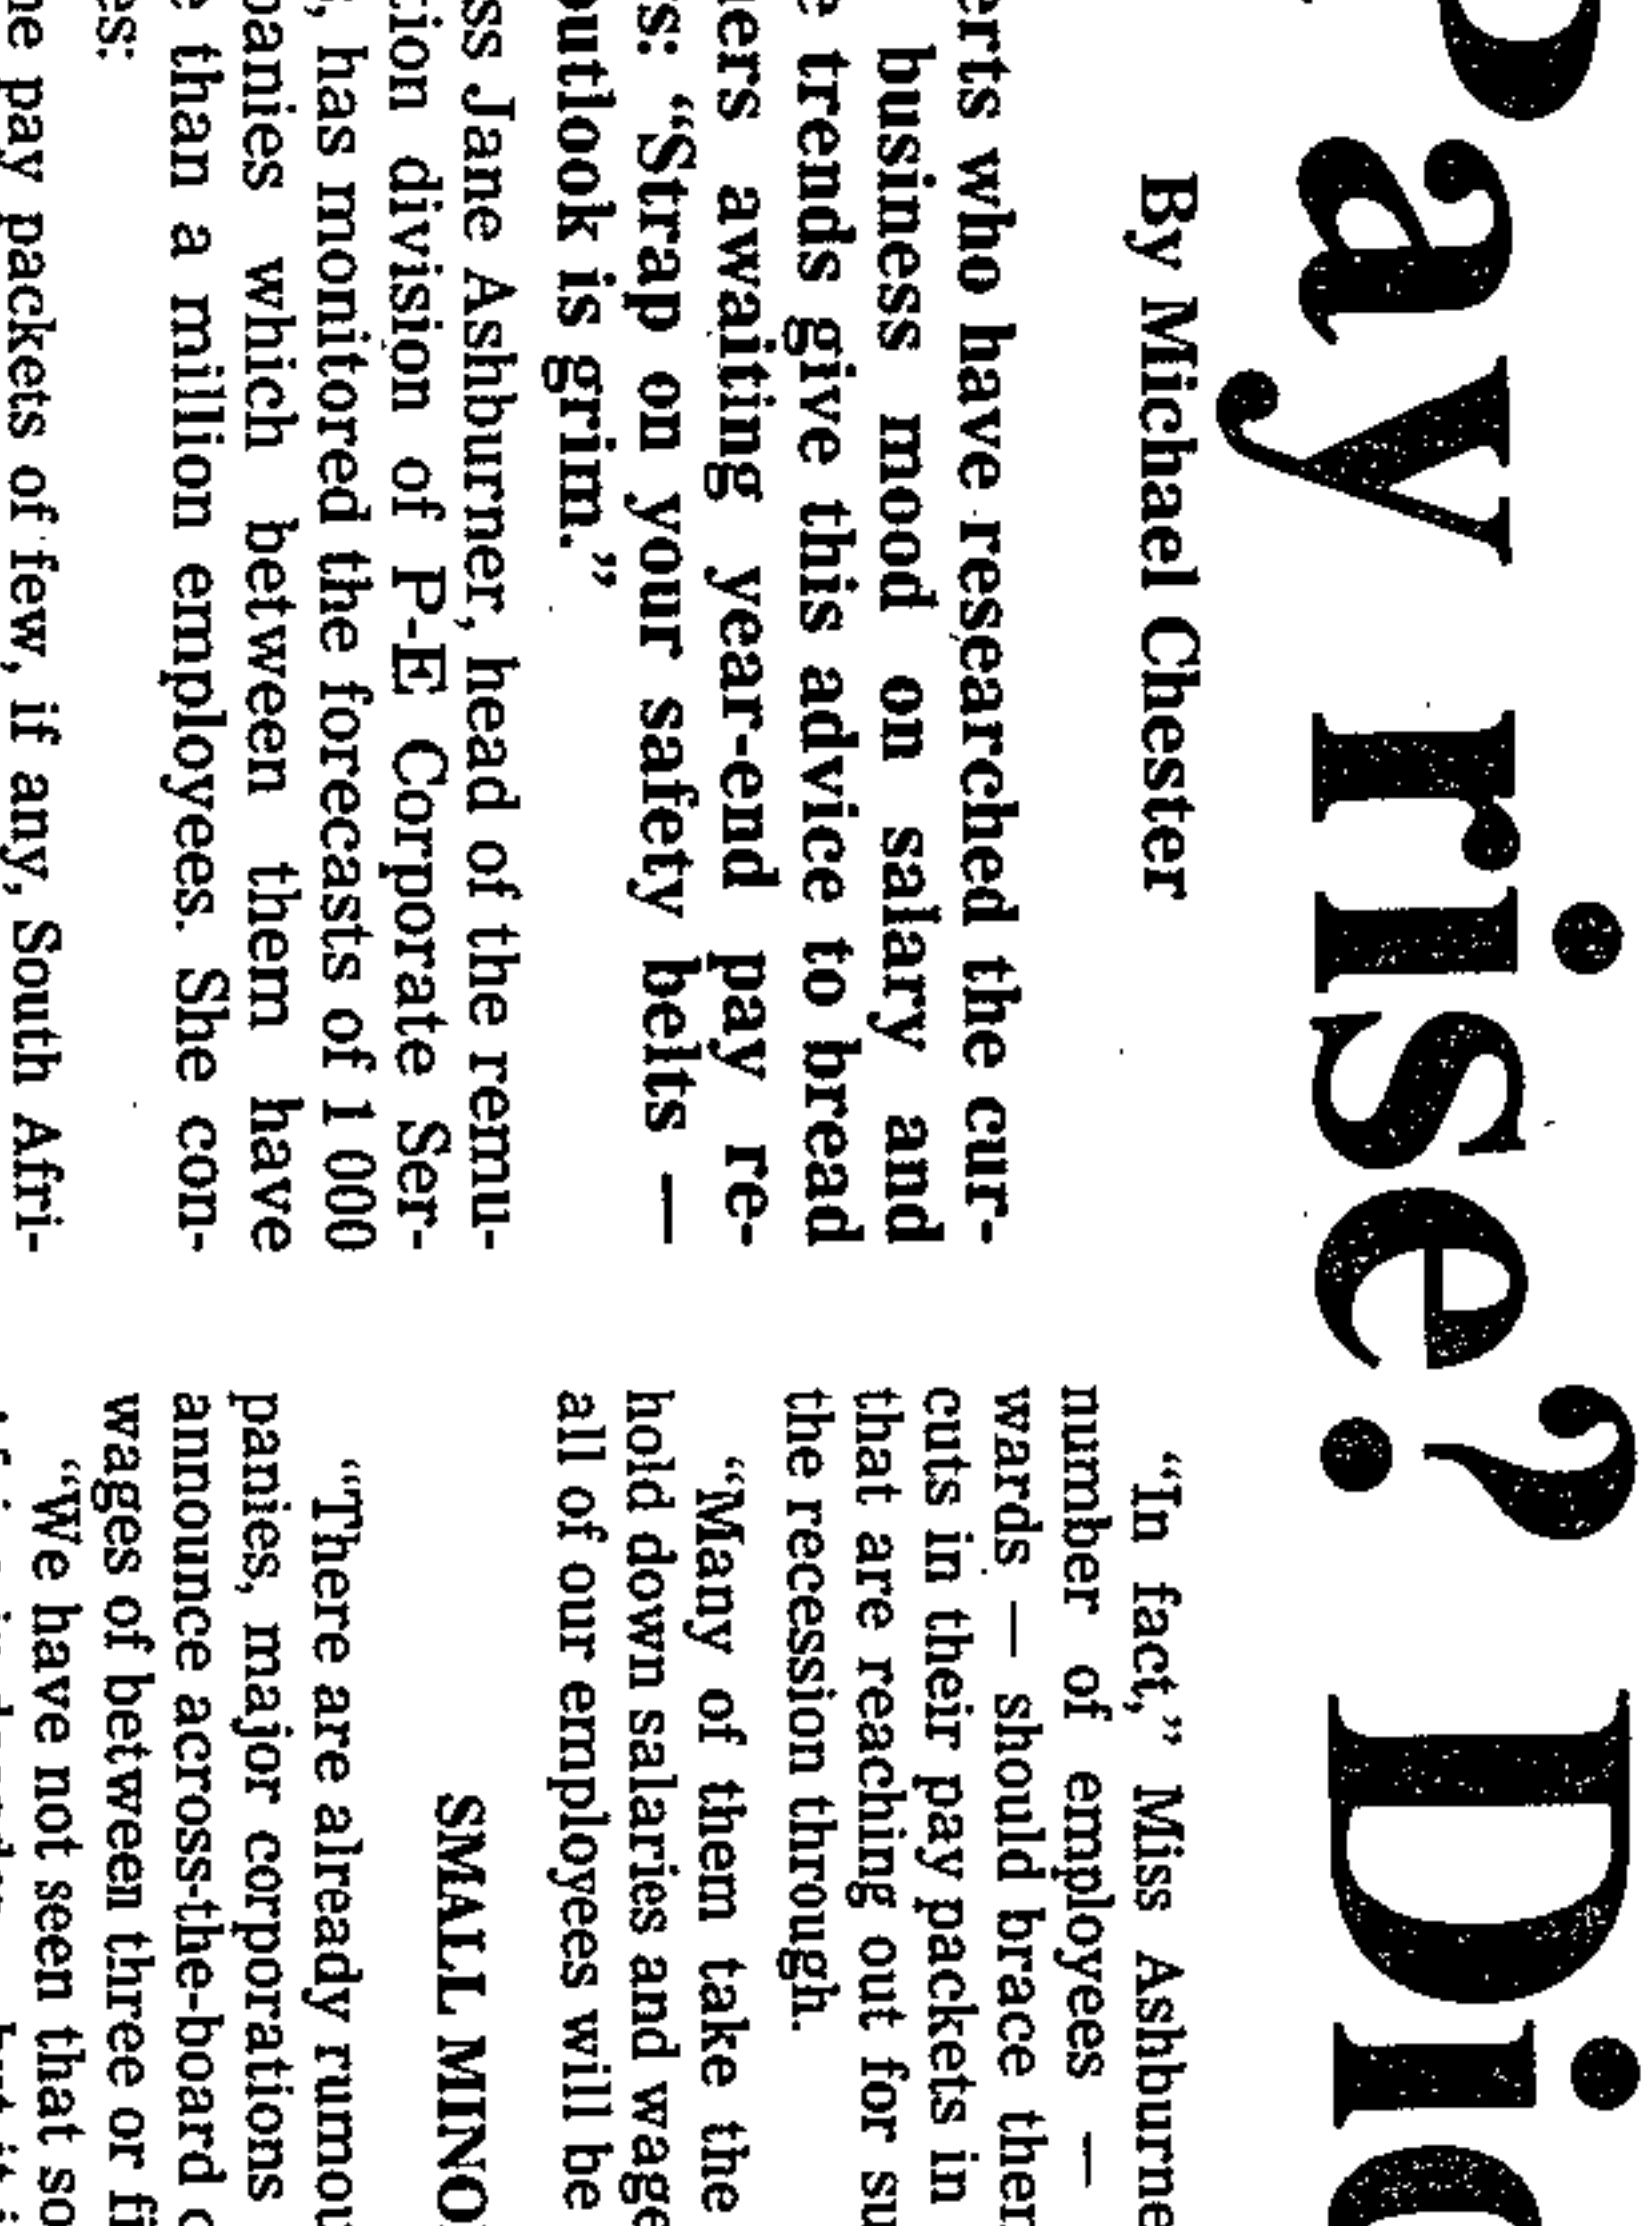 Pay rise? Di
By Michael Chester
erts who have researched the cur-
business mood on salary and
e trends give this advice to bread
ners awaiting year-end pay re-
s: “Strap on your safety belts —
outlook is grim.”
ss Jane Ashburner, head of the remu-
tion division of P-E Corporate Ser-
, has monitored the forecasts of 1 000
panies which between them have
e than a million employees. She con-
es:
he pay packets of few, if any, South Afri-
“In fact,” Miss Ashburne
number of employees —
wards — should brace them
cuts in their pay packets in
that are reaching out for su
the recession through.
“Many of them take the
hold down salaries and wage
all of our employees will be
SMALL MINO
“There are already rumou
panies, major corporations
announce across-the-board c
wages of between three or fi
“We have not seen that so